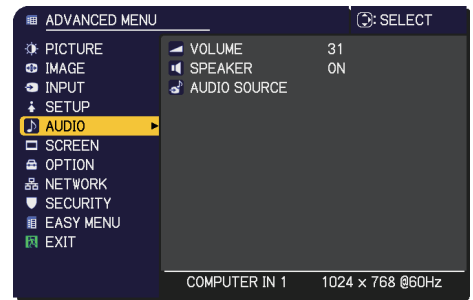 ADVANCED MENU : SELECT
PICTURE
IMAGE
INPUT
SETUP
AUDIO
SCREEN
OPTION
NETWORK
SECURITY
EASY MENU
EXIT
VOLUME 31
SPEAKER ON
AUDIO SOURCE
COMPUTER IN 1 1024 × 768 @60Hz